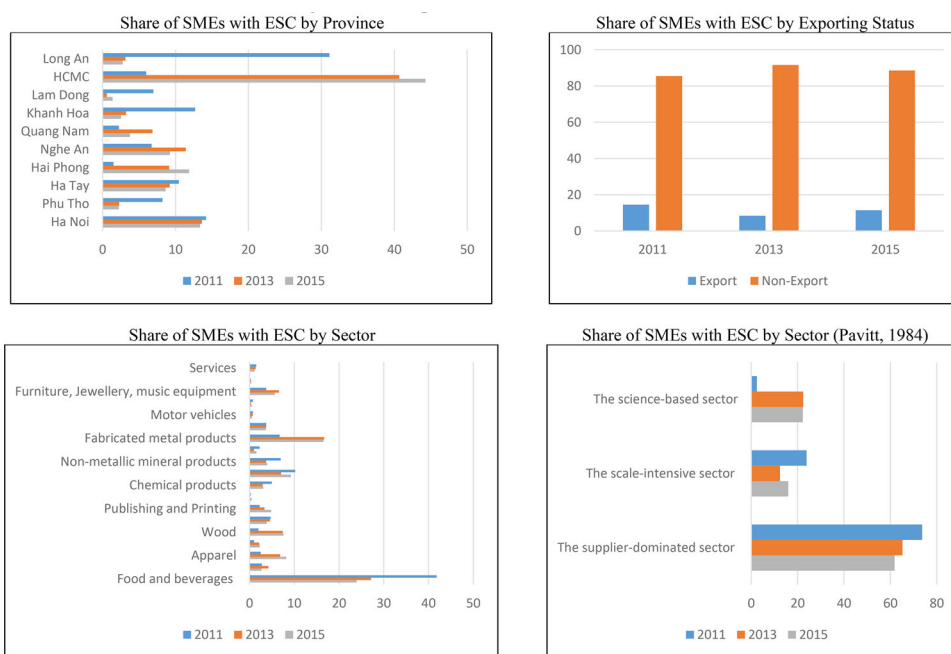 Share of SMEs with ESC by Province
Long An
HCMC
Lam Dong
Khanh Hoa
Quang Nam
Nghe An
Hai Phong
Ha Tay
Phu Tho
Ha Noi
0 10 20 30 40 50
2011 2013 2015
Share of SMEs with ESC by Exporting Status
100
80
60
40
20
0
2011 2013 2015
Export Non-Export
Share of SMEs with ESC by Sector
Services
Furniture, Jewellery, music equipment
Motor vehicles
Fabricated metal products
Non-metallic mineral products
Chemical products
Publishing and Printing
Wood
Apparel
Food and beverages
0 10 20 30 40 50
2011 2013 2015
Share of SMEs with ESC by Sector (Pavitt, 1984)
The science-based sector
The scale-intensive sector
The supplier-dominated sector
0 20 40 60 80
2011 2013 2015